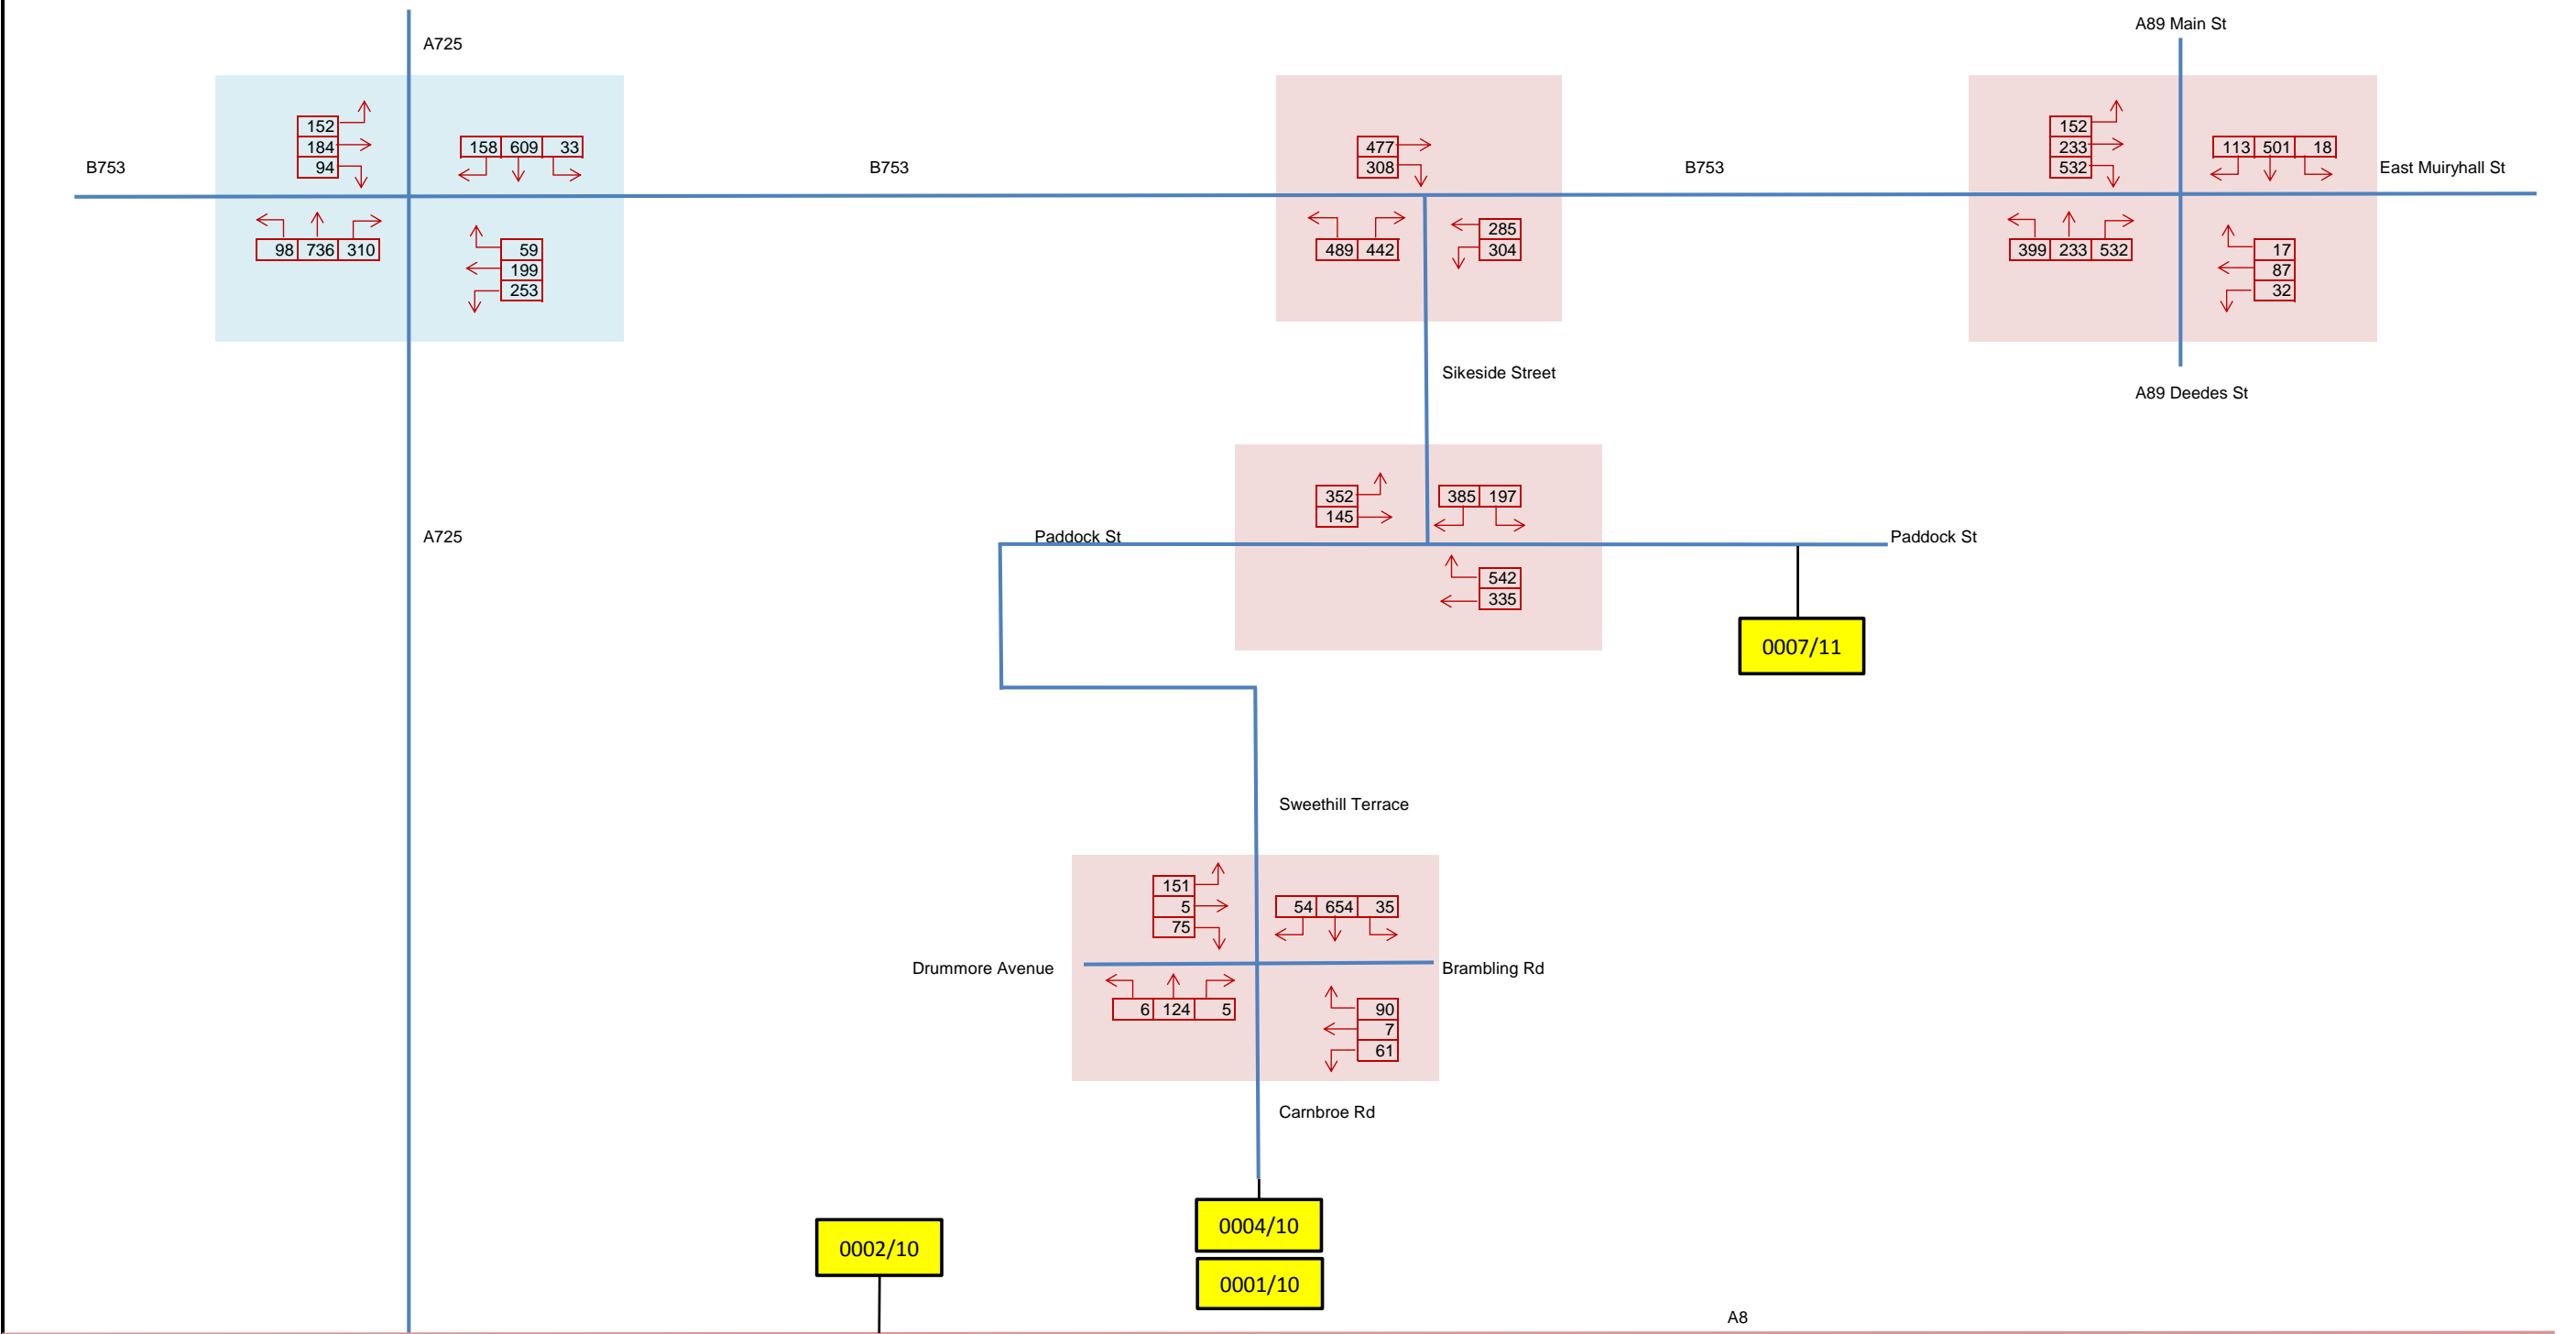 A89 Main St
A725
152
184
94
158 609 33
B753
B753
98 736 310
59
199
253
477
308
B753
489 442
285
304
152
233
532
113 501 18
East Muiryhall St
399 233 532
17
87
32
Sikeside Street
A89 Deedes St
352
145
385 197
A725
Paddock St
Paddock St
542
335
0007/11
Sweethill Terrace
151
5
75
54 654 35
Drummore Avenue
Brambling Rd
6 124 5
90
7
61
Carnbroe Rd
0004/10
0002/10
0001/10
A8